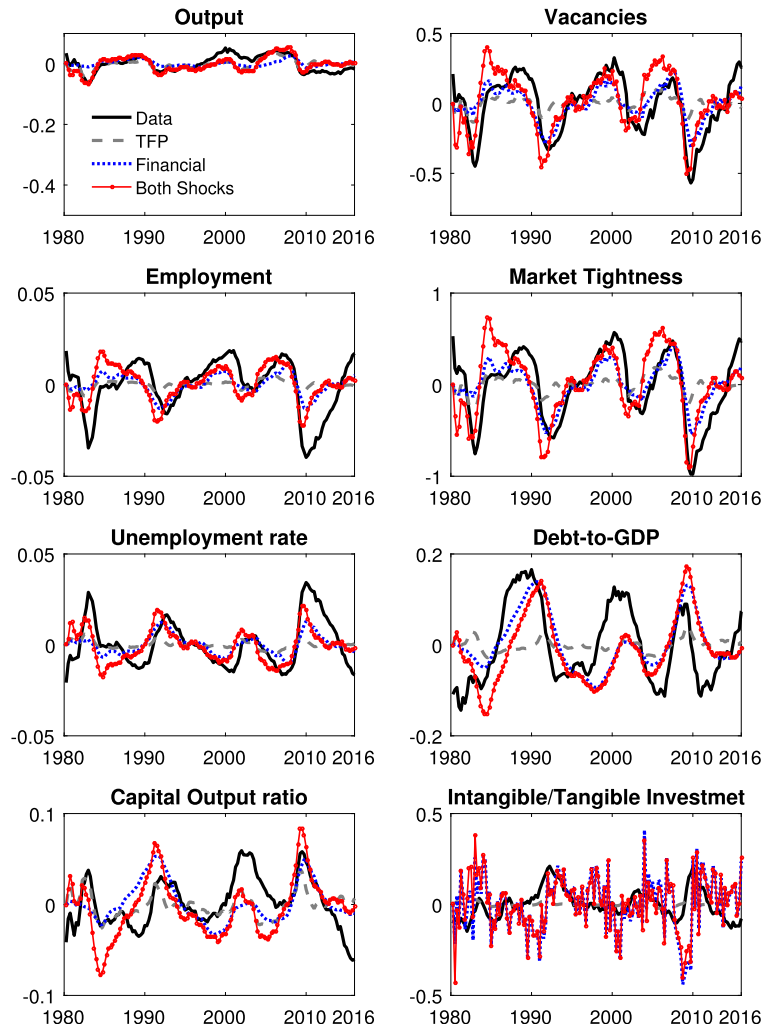 Output
0
-0.2
-0.4
Data
TFP
Financial
Both Shocks
1980 1990 2000 2010 2016
Vacancies
0.5
0
-0.5
1980 1990 2000 2010 2016
Employment
0.05
0
-0.05
1980 1990 2000 2010 2016
Market Tightness
1
0
-1
1980 1990 2000 2010 2016
Unemployment rate
0.05
0
-0.05
1980 1990 2000 2010 2016
Debt-to-GDP
0.2
0
-0.2
1980 1990 2000 2010 2016
Capital Output ratio
0.1
0
-0.1
1980 1990 2000 2010 2016
Intangible/Tangible Investmet
0.5
0
-0.5
1980 1990 2000 2010 2016